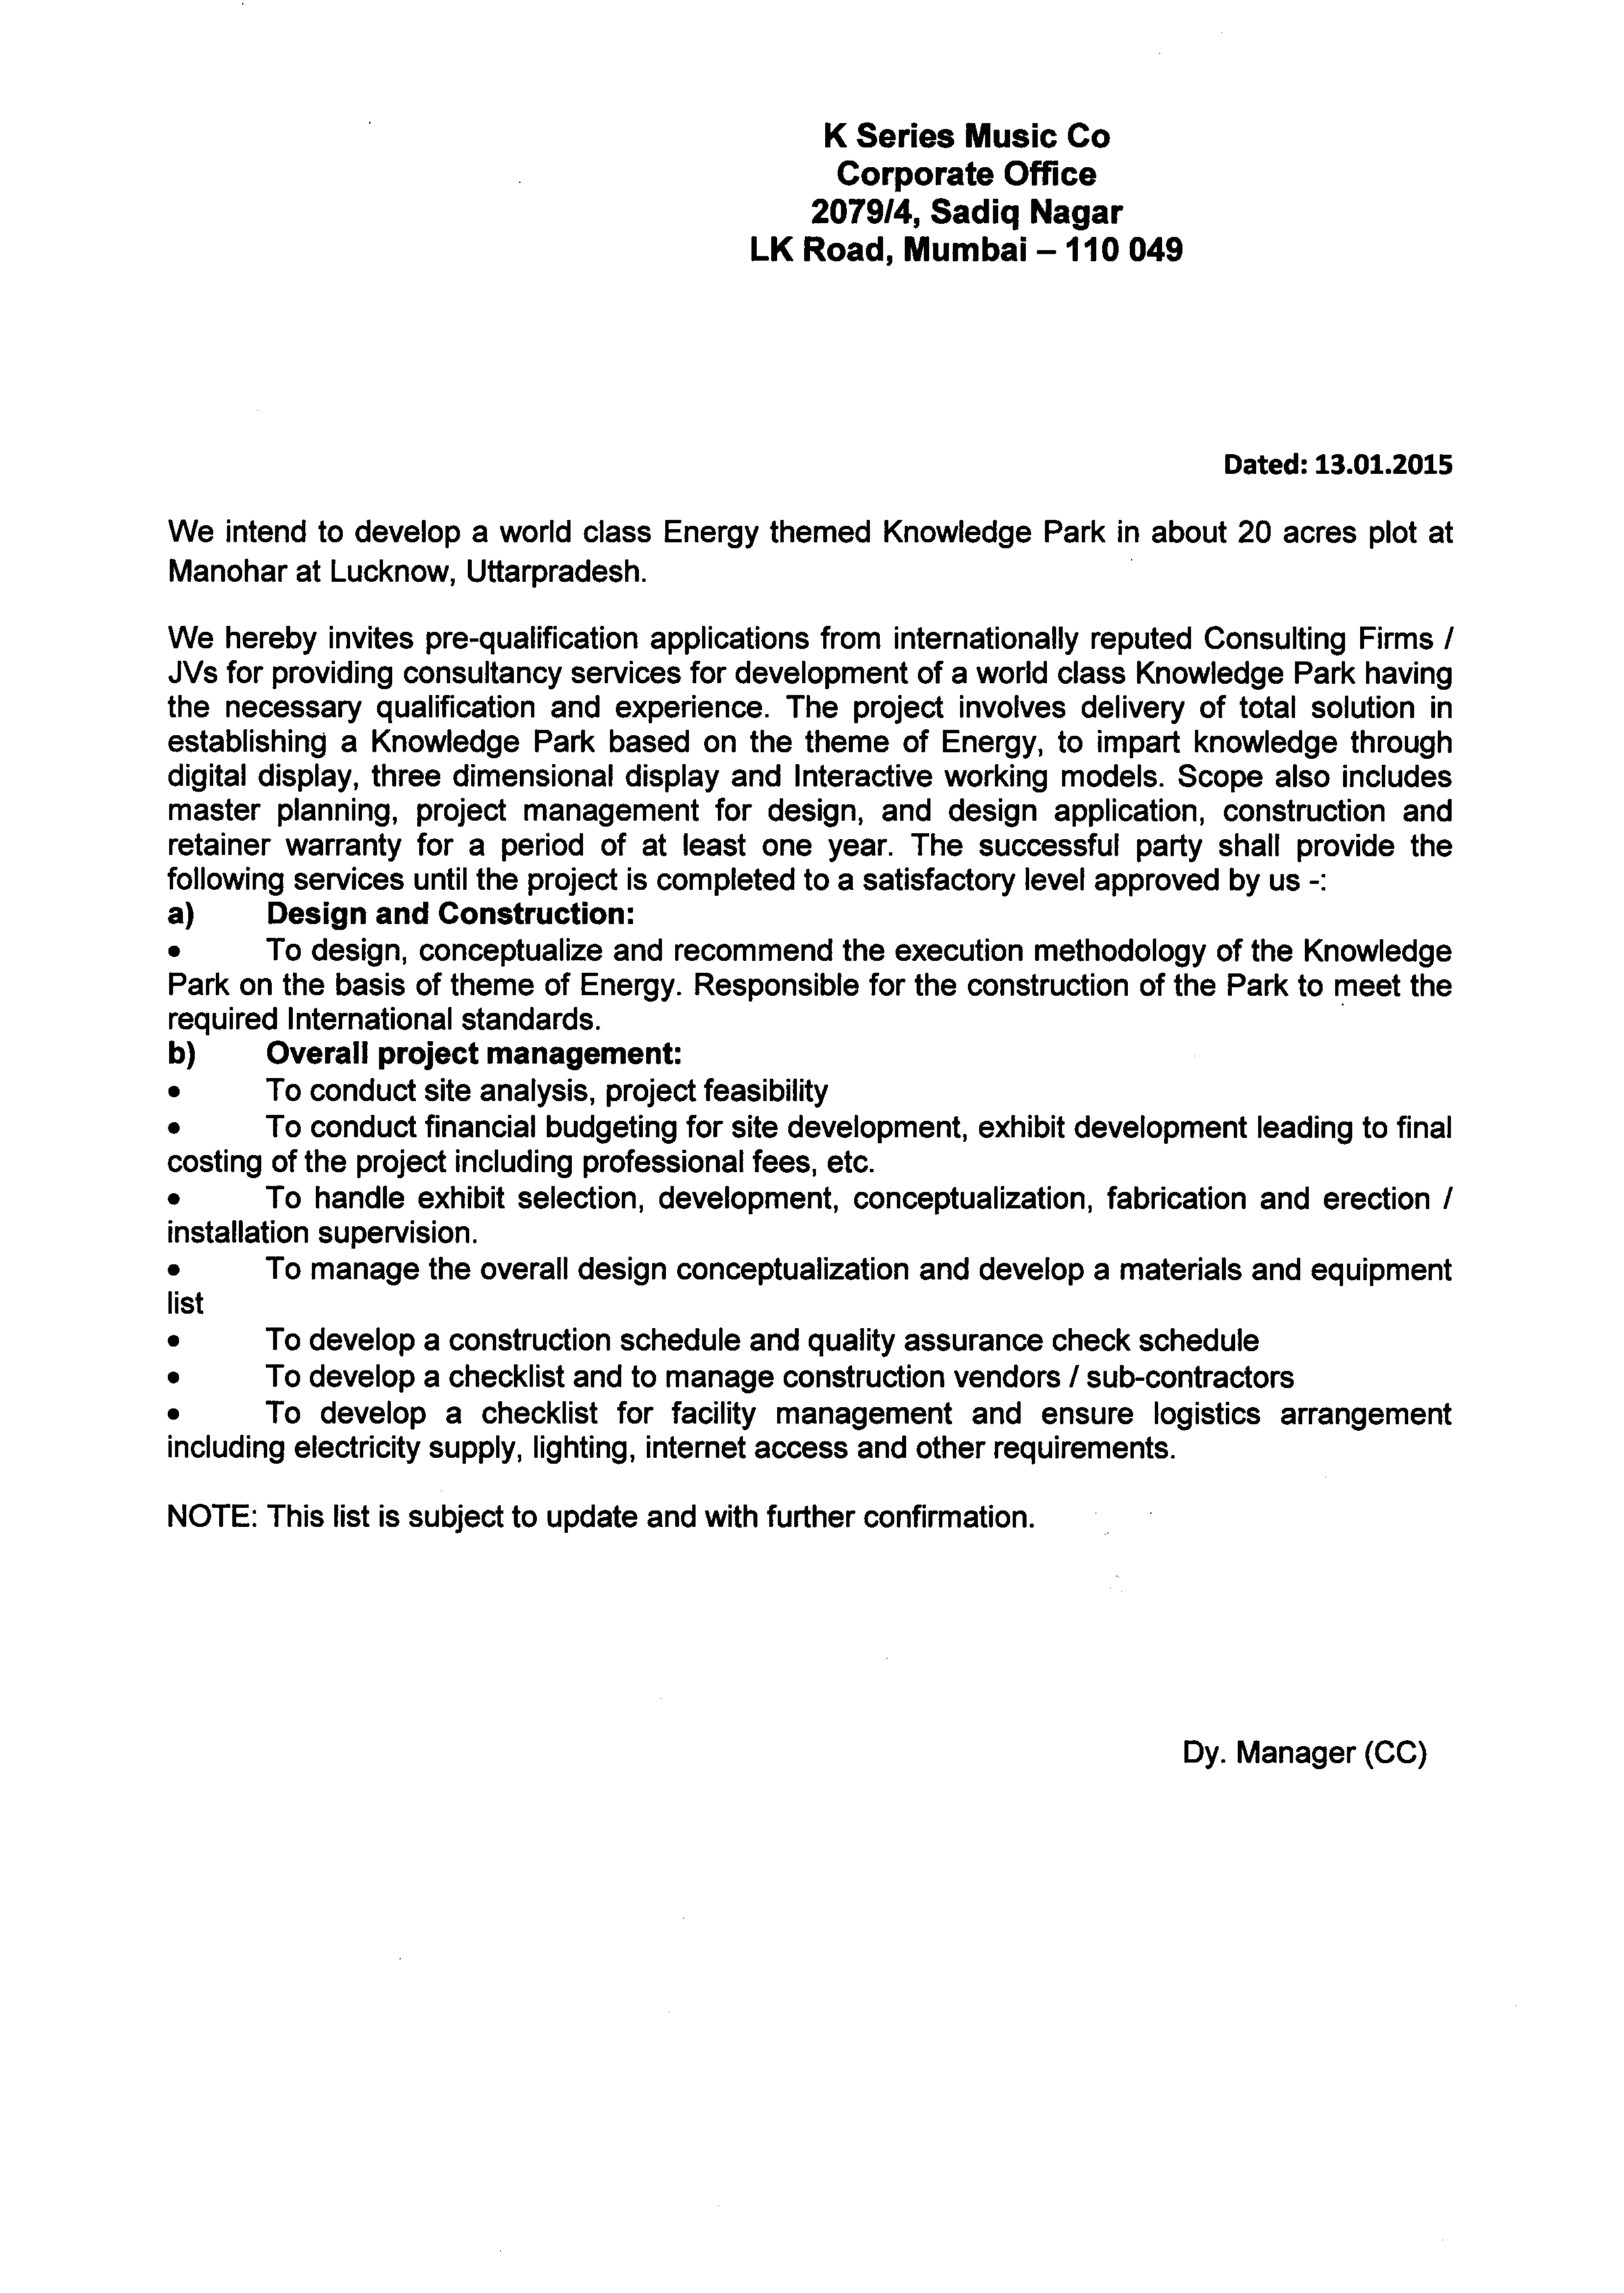 K Series Music Co
Corporate Office
2079/4, Sadiq Nagar
LK Road, Mumbai – 110 049
Dated: 13.01.2015
We intend to develop a world class Energy themed Knowledge Park in about 20 acres plot at
Manohar at Lucknow, Uttarpradesh.
We hereby invites pre-qualification applications from internationally reputed Consulting Firms /
JVs for providing consultancy services for development of a world class Knowledge Park having
the necessary qualification and experience. The project involves delivery of total solution in
establishing a Knowledge Park based on the theme of Energy, to impart knowledge through
digital display, three dimensional display and Interactive working models. Scope also includes
master planning, project management for design, and design application, construction and
retainer warranty for a period of at least one year. The successful party shall provide the
following services until the project is completed to a satisfactory level approved by us -:
a) Design and Construction:
• To design, conceptualize and recommend the execution methodology of the Knowledge
Park on the basis of theme of Energy. Responsible for the construction of the Park to meet the
required International standards.
b) Overall project management:
• To conduct site analysis, project feasibility
• To conduct financial budgeting for site development, exhibit development leading to final
costing of the project including professional fees, etc.
• To handle exhibit selection, development, conceptualization, fabrication and erection /
installation supervision.
• To manage the overall design conceptualization and develop a materials and equipment
list
• To develop a construction schedule and quality assurance check schedule
• To develop a checklist and to manage construction vendors / sub-contractors
• To develop a checklist for facility management and ensure logistics arrangement
including electricity supply, lighting, internet access and other requirements.
NOTE: This list is subject to update and with further confirmation.
Dy. Manager (CC)